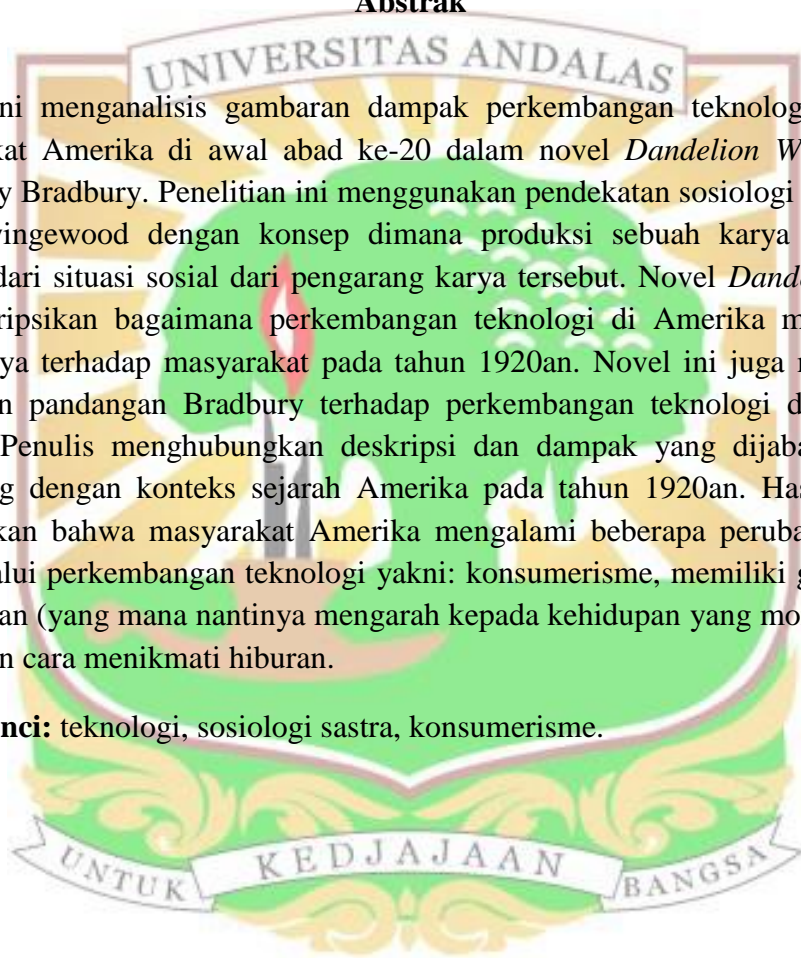 Abstrak
UNIVERSITAS ANDALAS
ni menganalisis gambaran dampak perkembangan teknolog
kat Amerika di awal abad ke-20 dalam novel Dandelion W
y Bradbury. Penelitian ini menggunakan pendekatan sosiologi
wingewood dengan konsep dimana produksi sebuah karya
dari situasi sosial dari pengarang karya tersebut. Novel Dand
ripsikan bagaimana perkembangan teknologi di Amerika m
ya terhadap masyarakat pada tahun 1920an. Novel ini juga
n pandangan Bradbury terhadap perkembangan teknologi d
Penulis menghubungkan deskripsi dan dampak yang dijaba
g dengan konteks sejarah Amerika pada tahun 1920an. Has
kan bahwa masyarakat Amerika mengalami beberapa peruba
alui perkembangan teknologi yakni: konsumerisme, memiliki g
an (yang mana nantinya mengarah kepada kehidupan yang mo
n cara menikmati hiburan.
nci: teknologi, sosiologi sastra, konsumerisme.
UNTUK KEDJAJAAN BANGSA